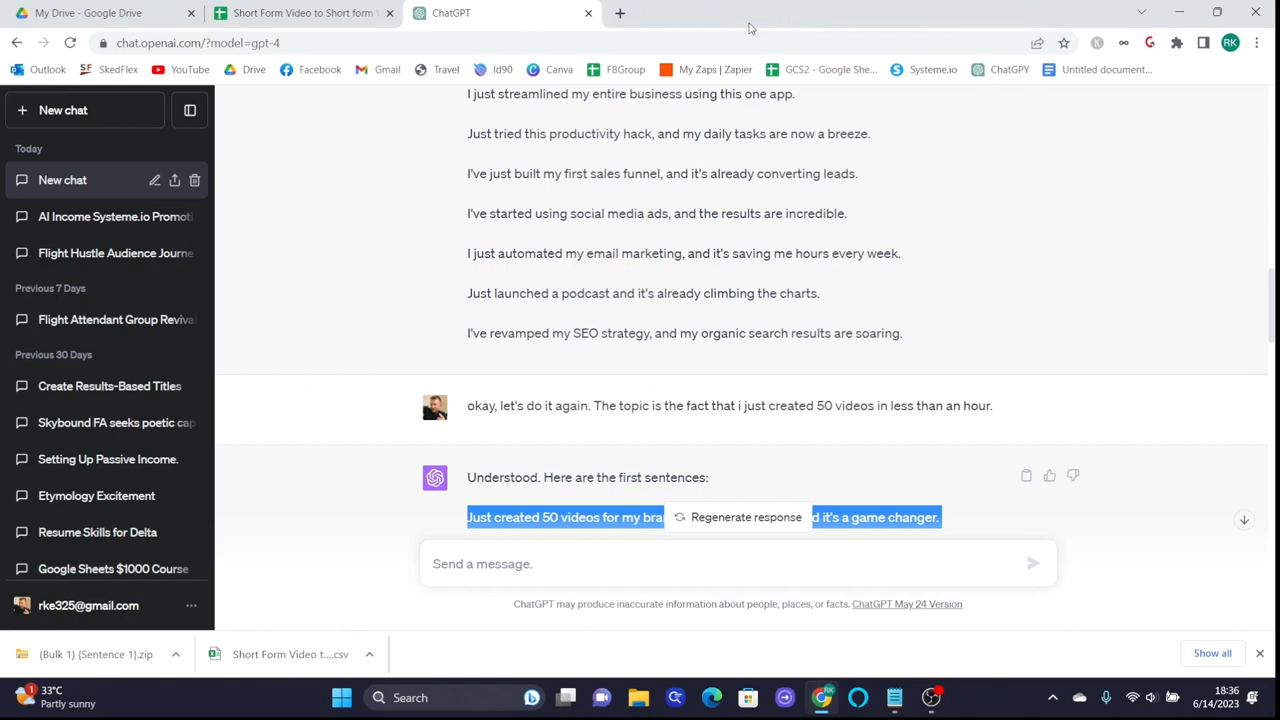 My Drive - Google Drive
Short Form Video to Short form 1
ChatGPT
chat.openai.com/?model=gpt-4
RK
Outlook
SkedFlex
YouTube
Drive
Facebook
Gmail
Travel
Id90
Canva
FBGroup
My Zaps | Zapier
GCS2 - Google She...
Systeme.io
ChatGPY
Untitled document...
New chat
Today
New chat
AI Income Systeme.io Promoti
Flight Hustle Audience Journe
Previous 7 Days
Flight Attendant Group Reviva
Previous 30 Days
Create Results-Based Titles
Skybound FA seeks poetic cap
Setting Up Passive Income.
Etymology Excitement
Resume Skills for Delta
Google Sheets $1000 Course
rke325@gmail.com
I just streamlined my entire business using this one app.
Just tried this productivity hack, and my daily tasks are now a breeze.
I've just built my first sales funnel, and it's already converting leads.
I've started using social media ads, and the results are incredible.
I just automated my email marketing, and it's saving me hours every week.
Just launched a podcast and it's already climbing the charts.
I've revamped my SEO strategy, and my organic search results are soaring.
okay, let's do it again. The topic is the fact that i just created 50 videos in less than an hour.
Understood. Here are the first sentences:
Just created 50 videos for my bra
Regenerate response
d it's a game changer.
Send a message.
ChatGPT may produce inaccurate information about people, places, or facts. ChatGPT May 24 Version
(Bulk 1) {Sentence 1}.zip
Short Form Video t....csv
Show all
1
33°C
Partly sunny
Search
RK
18:36
6/14/2023